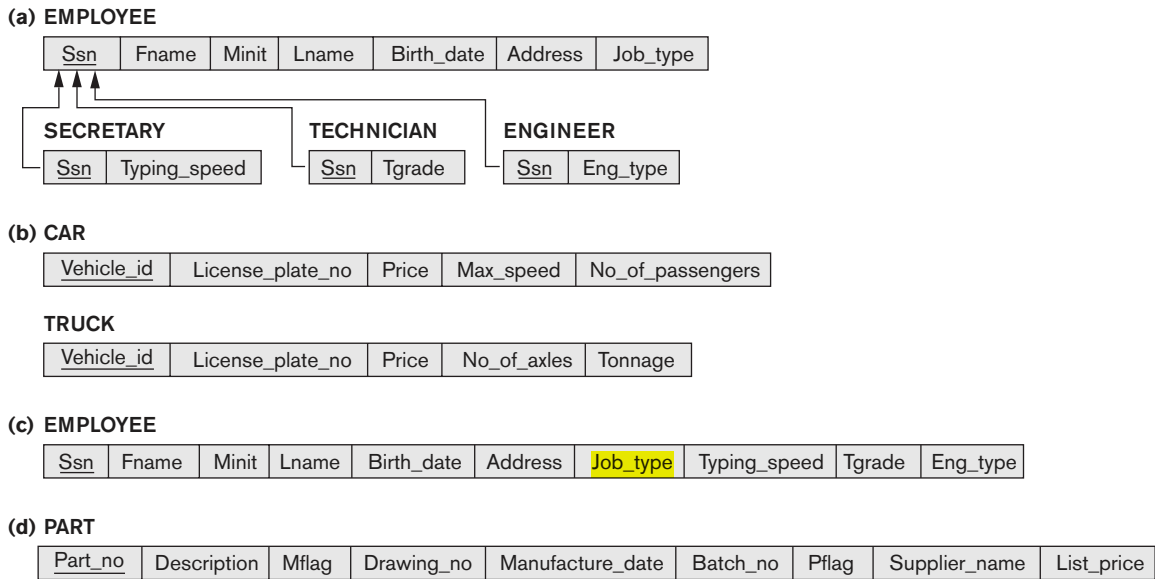 (a) EMPLOYEE
Ssn Fname Minit Lname Birth_date Address Job_type
SECRETARY TECHNICIAN ENGINEER
Ssn Typing_speed Ssn Tgrade Ssn Eng_type
(b) CAR
Vehicle_id License_plate_no Price Max_speed No_of_passengers
TRUCK
Vehicle_id License_plate_no Price No_of_axles Tonnage
(c) EMPLOYEE
Ssn Fname Minit Lname Birth_date Address Job_type Typing_speed Tgrade Eng_type
(d) PART
Part_no Description Mflag Drawing_no Manufacture_date Batch_no Pflag Supplier_name List_price